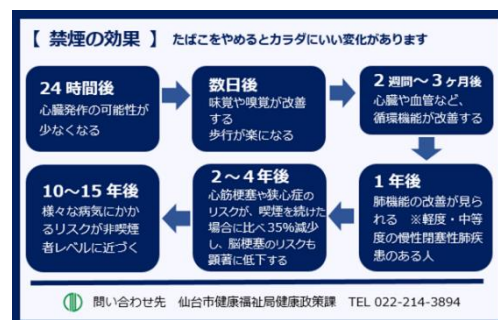 【 禁煙の効果 】 たばこをやめるとカラダにいい変化があります
24 時間後
心臓発作の可能性が
少なくなる
数日後
味覚や嗅覚が改善
する
歩行が楽になる
2 週間～3 ヶ月後
心臓や血管など、
循環機能が改善する
1 年後
肺機能の改善が見ら
れる ※軽度・中等
度の慢性閉塞性肺疾
患のある人
2～4 年後
心筋梗塞や狭心症の
リスクが、喫煙を続けた
場合に比べ 35%減少
し、脳梗塞のリスクも
顕著に低下する
10～15 年後
様々な病気にかか
るリスクが非喫煙
者レベルに近づく
問い合わせ先 仙台市健康福祉局健康政策課 TEL 022-214-3894